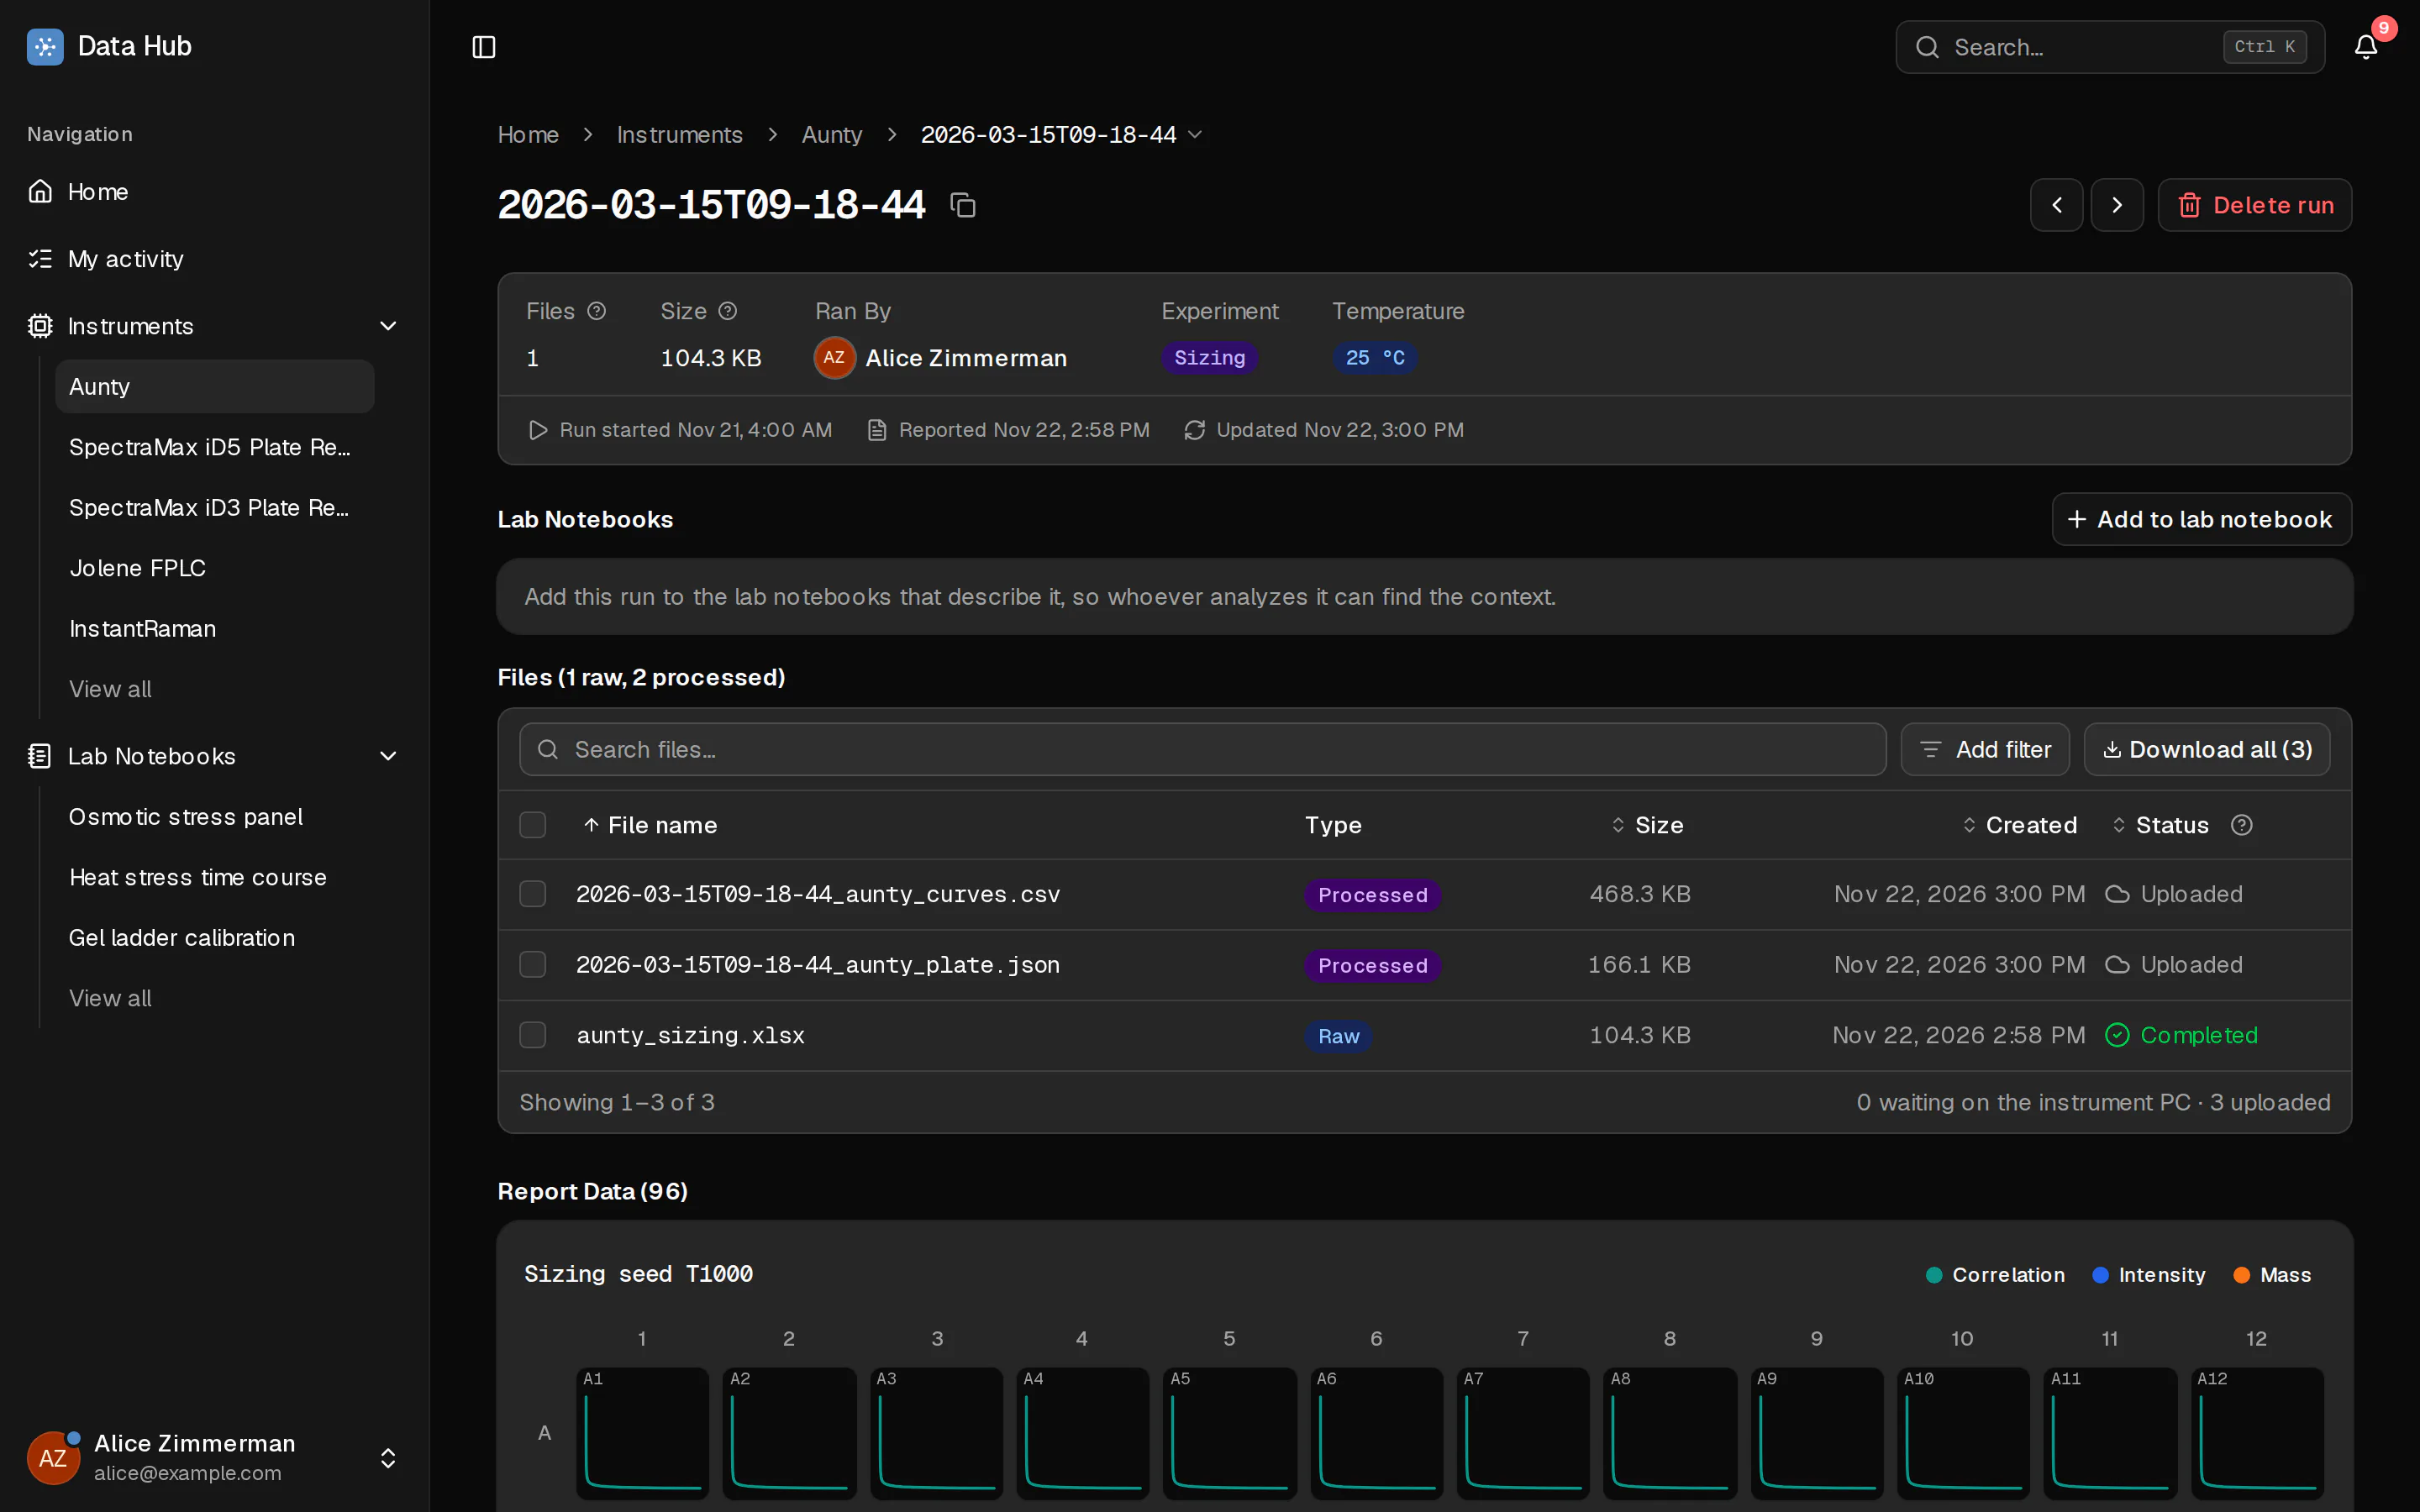 Data Hub
Search...
Ctrl K
9
Navigation
Home
My activity
Instruments
Aunty
SpectraMax iD5 Plate Re...
SpectraMax iD3 Plate Re...
Jolene FPLC
InstantRaman
View all
Lab Notebooks
Osmotic stress panel
Heat stress time course
Gel ladder calibration
View all
AZ
Alice Zimmerman
alice@example.com
Home > Instruments > Aunty > 2026-03-15T09-18-44
2026-03-15T09-18-44
Delete run
Files Size Ran By Experiment Temperature
1 104.3 KB AZ Alice Zimmerman Sizing 25 °C
Run started Nov 21, 4:00 AM Reported Nov 22, 2:58 PM Updated Nov 22, 3:00 PM
Lab Notebooks
Add to lab notebook
Add this run to the lab notebooks that describe it, so whoever analyzes it can find the context.
Files (1 raw, 2 processed)
Search files...
Add filter
Download all (3)
File name Type Size Created Status
2026-03-15T09-18-44_aunty_curves.csv Processed 468.3 KB Nov 22, 2026 3:00 PM Uploaded
2026-03-15T09-18-44_aunty_plate.json Processed 166.1 KB Nov 22, 2026 3:00 PM Uploaded
aunty_sizing.xlsx Raw 104.3 KB Nov 22, 2026 2:58 PM Completed
Showing 1–3 of 3
0 waiting on the instrument PC · 3 uploaded
Report Data (96)
Sizing seed T1000
Correlation Intensity Mass
1 2 3 4 5 6 7 8 9 10 11 12
A1 A2 A3 A4 A5 A6 A7 A8 A9 A10 A11 A12
A